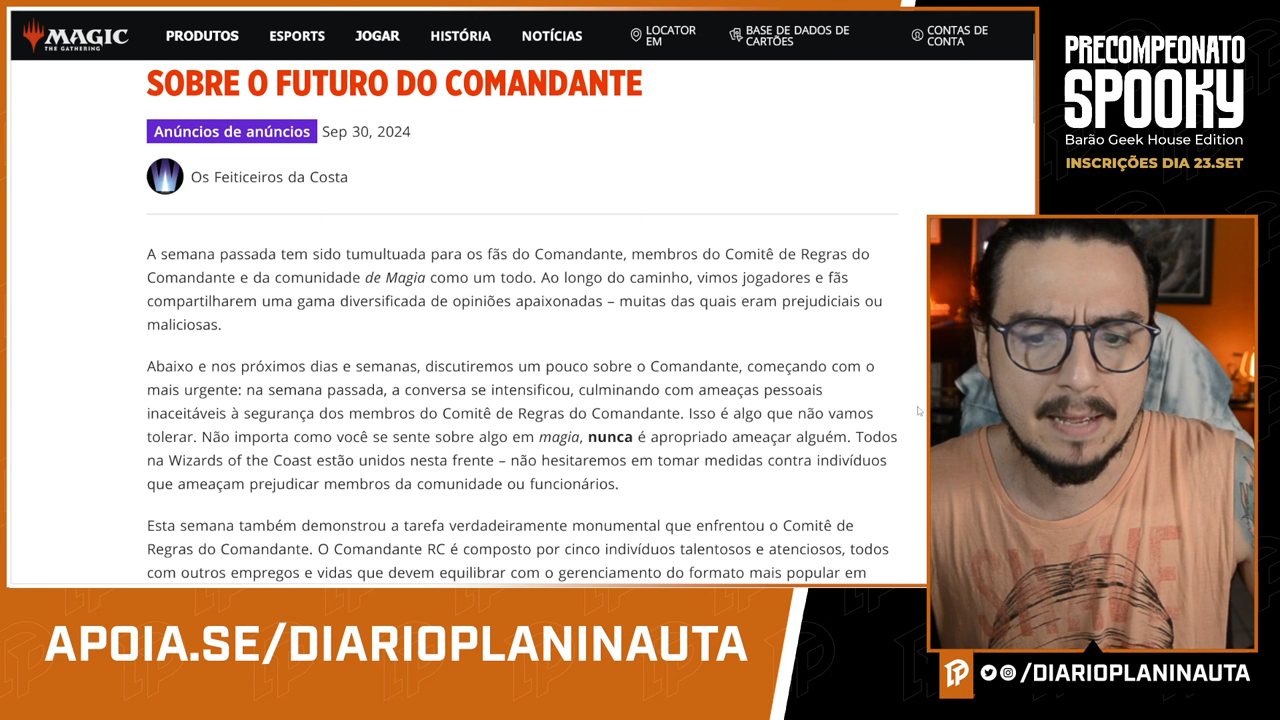 MAGIC
THE GATHERING
PRODUTOS
ESPORTS
JOGAR
HISTÓRIA
NOTÍCIAS
LOCATOR
EM
BASE DE DADOS DE
CARTÕES
CONTAS DE
CONTA
SOBRE O FUTURO DO COMANDANTE
Anúncios de anúncios Sep 30, 2024
Os Feiticeiros da Costa
A semana passada tem sido tumultuada para os fãs do Comandante, membros do Comitê de Regras do
Comandante e da comunidade de Magia como um todo. Ao longo do caminho, vimos jogadores e fãs
compartilharem uma gama diversificada de opiniões apaixonadas – muitas das quais eram prejudiciais ou
maliciosas.
Abaixo e nos próximos dias e semanas, discutiremos um pouco sobre o Comandante, começando com o
mais urgente: na semana passada, a conversa se intensificou, culminando com ameaças pessoais
inaceitáveis à segurança dos membros do Comitê de Regras do Comandante. Isso é algo que não vamos
tolerar. Não importa como você se sente sobre algo em magia, nunca é apropriado ameaçar alguém. Todos
na Wizards of the Coast estão unidos nesta frente – não hesitaremos em tomar medidas contra indivíduos
que ameaçam prejudicar membros da comunidade ou funcionários.
Esta semana também demonstrou a tarefa verdadeiramente monumental que enfrentou o Comitê de
Regras do Comandante. O Comandante RC é composto por cinco indivíduos talentosos e atenciosos, todos
com outros empregos e vidas que devem equilibrar com o gerenciamento do formato mais popular em
PRECOMPEONATO
SPOOKY
Barão Geek House Edition
INSCRIÇÕES DIA 23.SET
APOIA.SE/DIARIOPLANINAUTA
/DIARIOPLANINAUTA